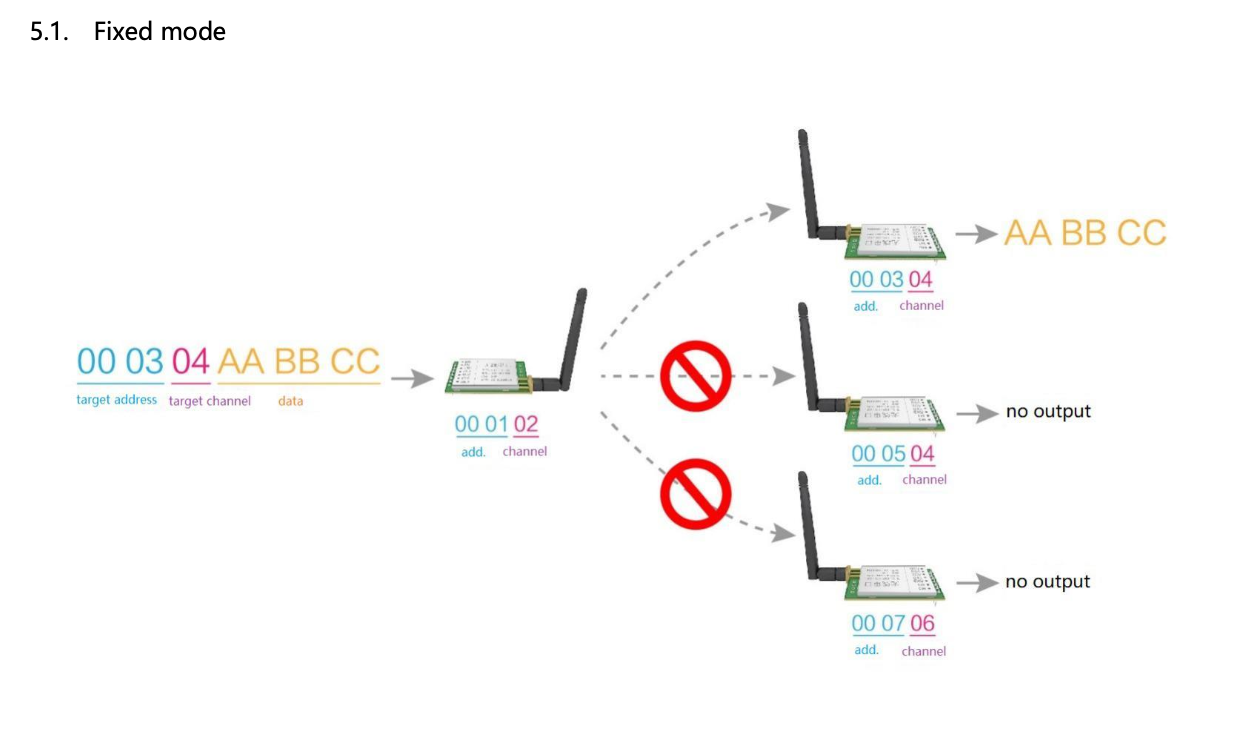 5.1. Fixed mode
00 03 04 AA BB CC
target address target channel data
00 01 02
add. channel
AA BB CC
00 03 04
add. channel
no output
00 05 04
add. channel
no output
00 07 06
add. channel